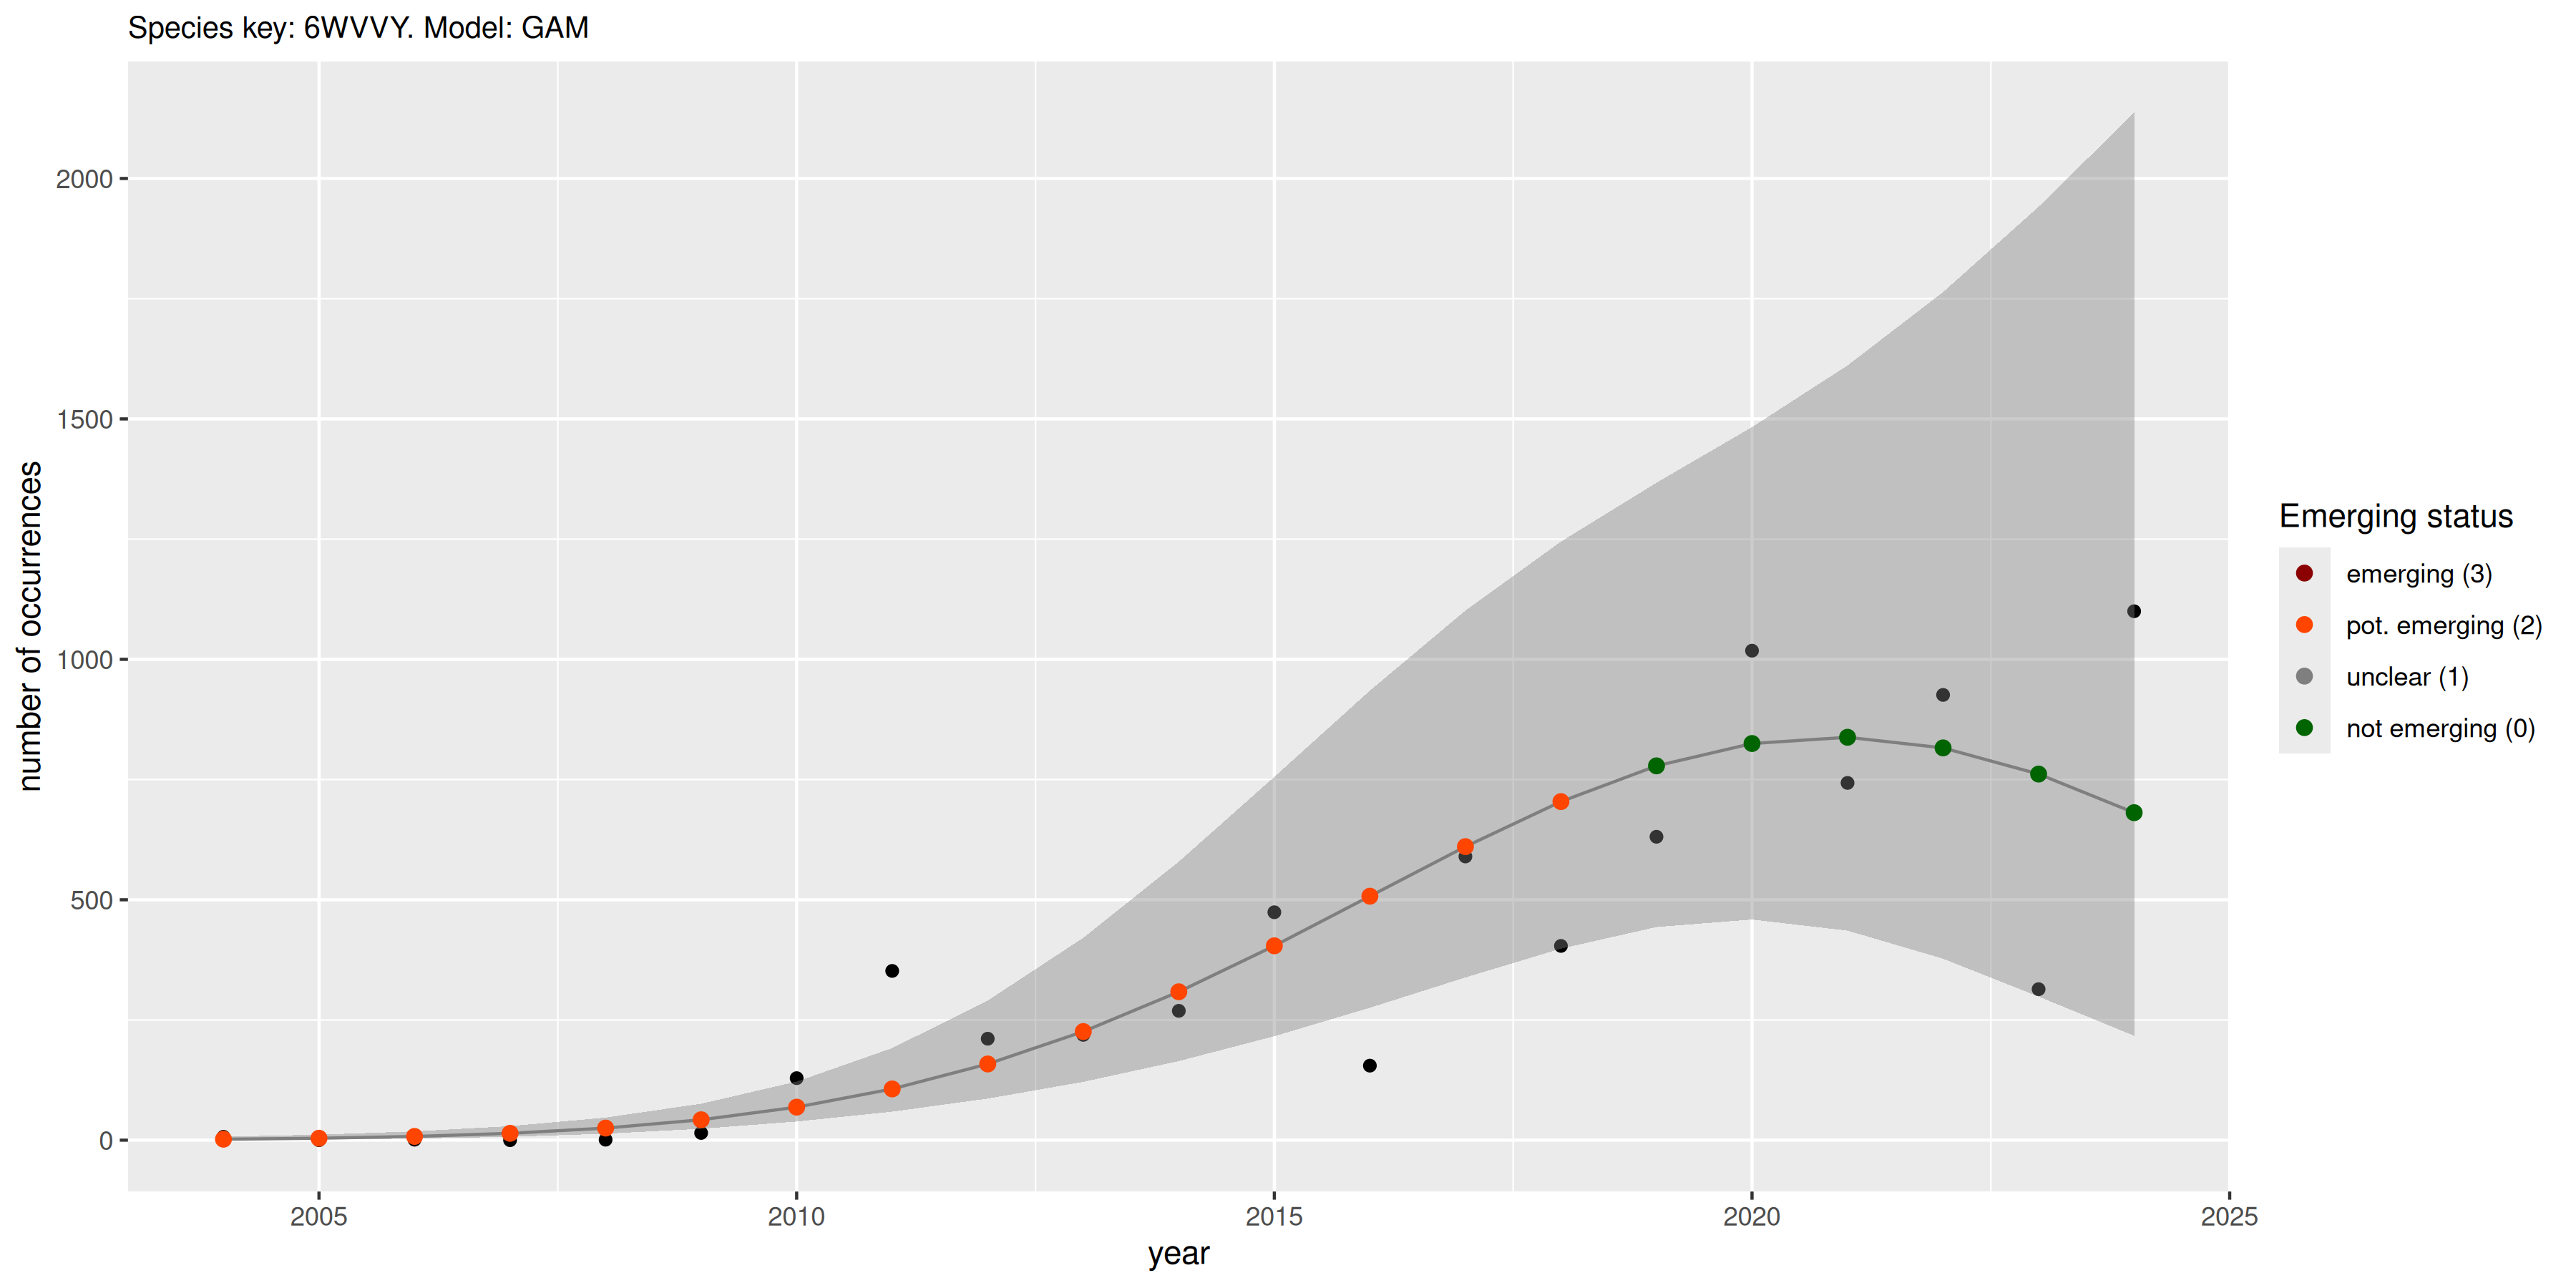 Species key: 6WVVY. Model: GAM
number of occurrences
2000
1500
1000
500
0
2005
2010
2015
2020
2025
year
Emerging status
emerging (3)
pot. emerging (2)
unclear (1)
not emerging (0)